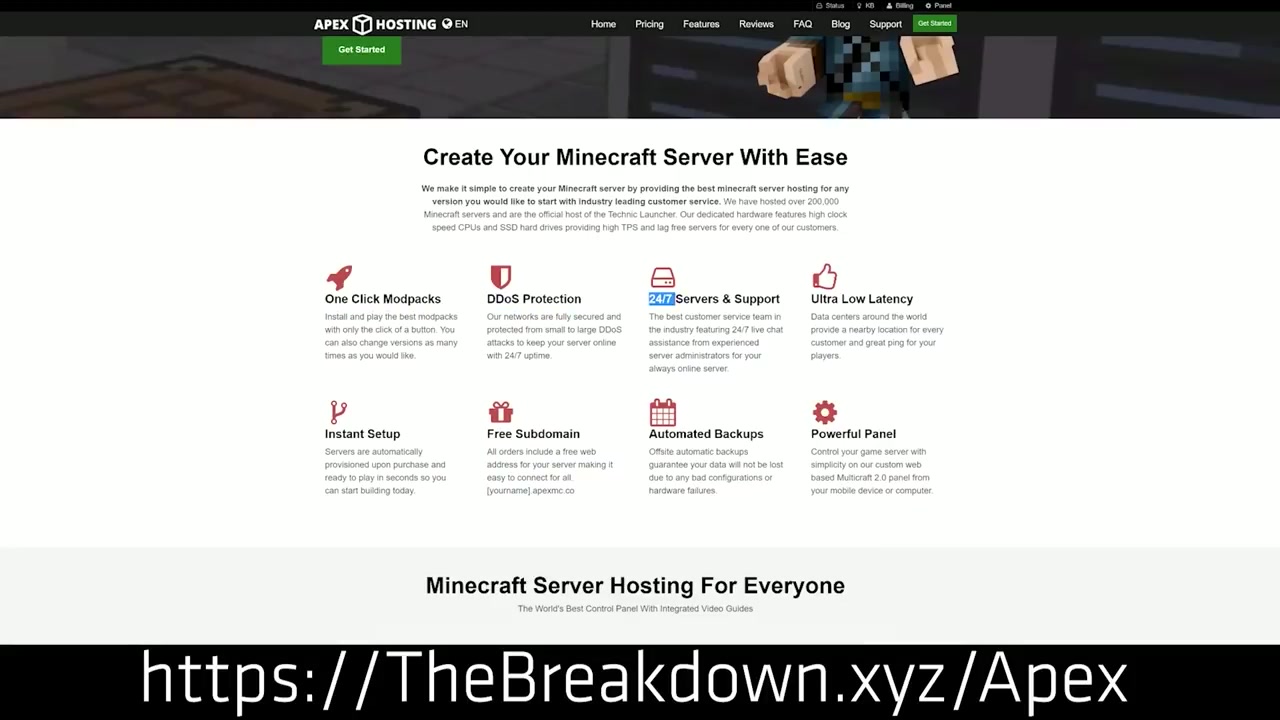 Status KB Billing Panel
APEX HOSTING EN Home Pricing Features Reviews FAQ Blog Support Get Started
Get Started
Create Your Minecraft Server With Ease
We make it simple to create your Minecraft server by providing the best minecraft server hosting for any
version you would like to start with industry leading customer service. We have hosted over 200,000
Minecraft servers and are the official host of the Technic Launcher. Our dedicated hardware features high clock
speed CPUs and SSD hard drives providing high TPS and lag free servers for every one of our customers.
One Click Modpacks
Install and play the best modpacks
with only the click of a button. You
can also change versions as many
times as you would like.
DDoS Protection
Our networks are fully secured and
protected from small to large DDoS
attacks to keep your server online
with 24/7 uptime.
24/7 Servers & Support
The best customer service team in
the industry featuring 24/7 live chat
assistance from experienced
server administrators for your
always online server.
Ultra Low Latency
Data centers around the world
provide a nearby location for every
customer and great ping for your
players.
Instant Setup
Servers are automatically
provisioned upon purchase and
ready to play in seconds so you
can start building today.
Free Subdomain
All orders include a free web
address for your server making it
easy to connect for all.
[yourname].apexmc.co
Automated Backups
Offsite automatic backups
guarantee your data will not be lost
due to any bad configurations or
hardware failures.
Powerful Panel
Control your game server with
simplicity on our custom web
based Multicraft 2.0 panel from
your mobile device or computer.
Minecraft Server Hosting For Everyone
The World's Best Control Panel With Integrated Video Guides
https://TheBreakdown.xyz/Apex